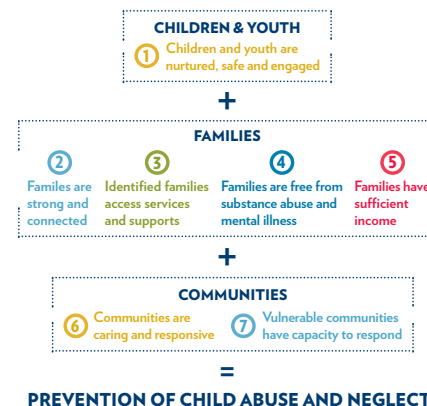 CHILDREN & YOUTH
1 Children and youth are
nurtured, safe and engaged
+
FAMILIES
2
Familes are
strong and
connected
3
Identified families
access services
and supports
4
Families are free from
substance abuse and
mental illness
5
Families have
sufficient
income
+
COMMUNITIES
6 Communities are
caring and responsive
7 Vulnerable communities
have capacity to respond
=
PREVENTION OF CHILD ABUSE AND NEGLECT